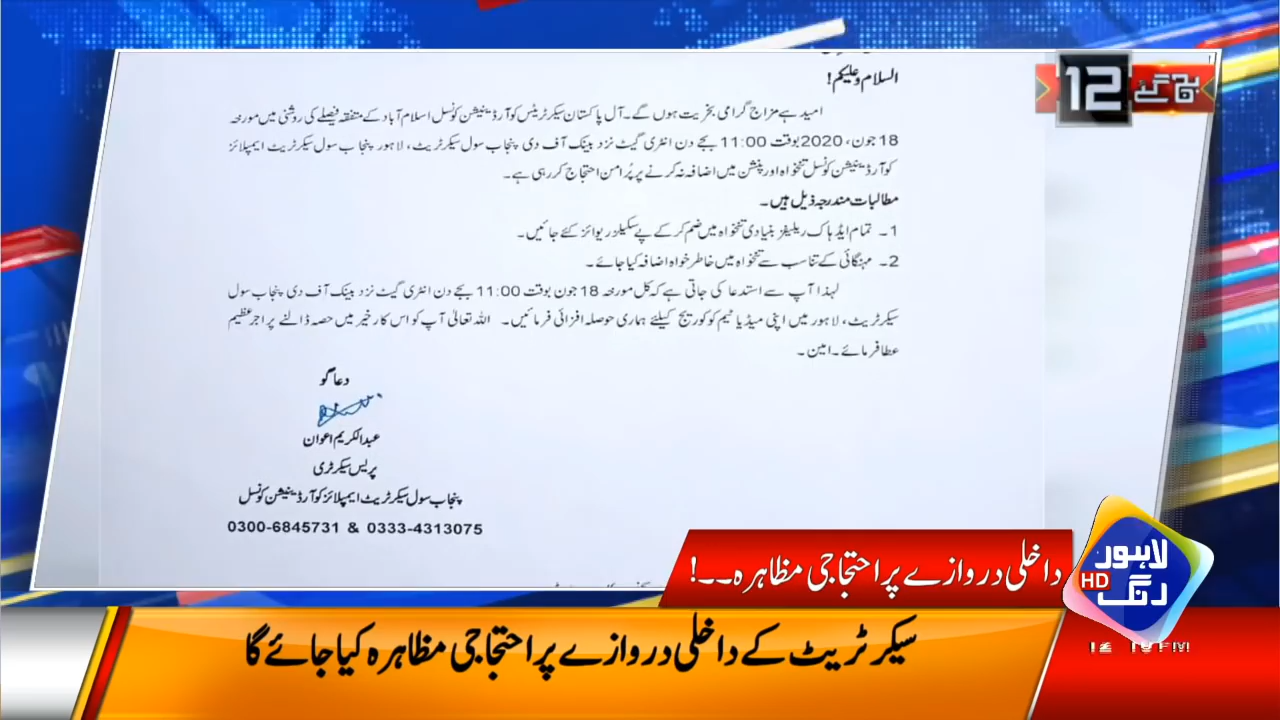 السلام وعلیکم!
امید ہے مزاج گرامی بخیریت ہوں گے۔ آل پاکستان سیکرٹریٹس کوآرڈینیشن کونسل اسلام آباد کے متفقہ فیصلے کی روشنی میں مورخہ
18 جون، 2020 بوقت 11:00 بجے دن انٹری گیٹ نزد بینک آف دی پنجاب سول سیکرٹریٹ، لاہور پنجاب سول سیکرٹریٹ ایمپلائز
کوآرڈینیشن کونسل تنخواہ اور پنشن میں اضافہ نہ کرنے پر پُرامن احتجاج کر رہی ہے۔
مطالبات مندرجہ ذیل ہیں۔
1۔ تمام ایڈہاک ریلیفز بنیادی تنخواہ میں ضم کر کے پے سکیلز ریوائز کئے جائیں۔
2۔ مہنگائی کے تناسب سے تنخواہ میں خاطر خواہ اضافہ کیا جائے۔
لہذا آپ سے استدعا کی جاتی ہے کہ کل مورخہ 18 جون بوقت 11:00 بجے دن انٹری گیٹ نزد بینک آف دی پنجاب سول
سیکرٹریٹ، لاہور میں اپنی میڈیا ٹیم کو کوریج کیلئے ہماری حوصلہ افزائی فرمائیں۔ اللہ تعالیٰ آپ کو اس کار خیر میں حصہ ڈالنے پر اجر عظیم
عطا فرمائے۔ امین۔
دعا گو
عبدالکریم اعوان
پریس سیکرٹری
پنجاب سول سیکرٹریٹ ایمپلائز کوآرڈینیشن کونسل
0300-6845731 & 0333-4313075
12 بج گئے
داخلی دروازے پر احتجاجی مظاہرہ۔۔!
لاہور
HD رنگ
سیکرٹریٹ کے داخلی دروازے پر احتجاجی مظاہرہ کیا جائے گا